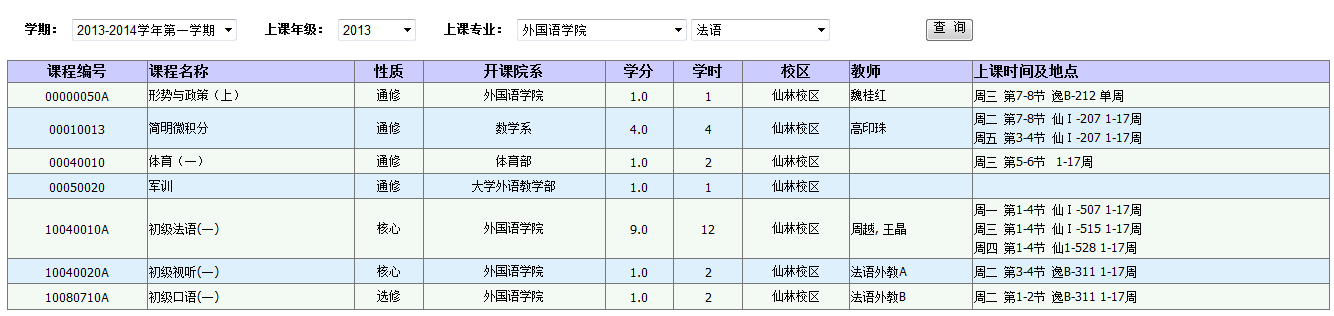 学期： 2013-2014学年第一学期 上课年级： 2013 上课专业： 外国语学院 法语 查 询
课程编号 课程名称 性质 开课院系 学分 学时 校区 教师 上课时间及地点
00000050A 形势与政策（上） 通修 外国语学院 1.0 1 仙林校区 魏桂红 周三 第7-8节 逸B-212 单周
00010013 简明微积分 通修 数学系 4.0 4 仙林校区 高印珠 周二 第7-8节 仙Ⅰ-207 1-17周
周五 第3-4节 仙Ⅰ-207 1-17周
00040010 体育（一） 通修 体育部 1.0 2 仙林校区 周三 第5-6节 1-17周
00050020 军训 通修 大学外语教学部 1.0 1 仙林校区
10040010A 初级法语(一) 核心 外国语学院 9.0 12 仙林校区 周越, 王晶 周一 第1-4节 仙Ⅰ-507 1-17周
周三 第1-4节 仙Ⅰ-515 1-17周
周四 第1-4节 仙1-528 1-17周
10040020A 初级视听(一) 核心 外国语学院 1.0 2 仙林校区 法语外教A 周二 第3-4节 逸B-311 1-17周
10080710A 初级口语(一) 选修 外国语学院 1.0 2 仙林校区 法语外教B 周二 第1-2节 逸B-311 1-17周